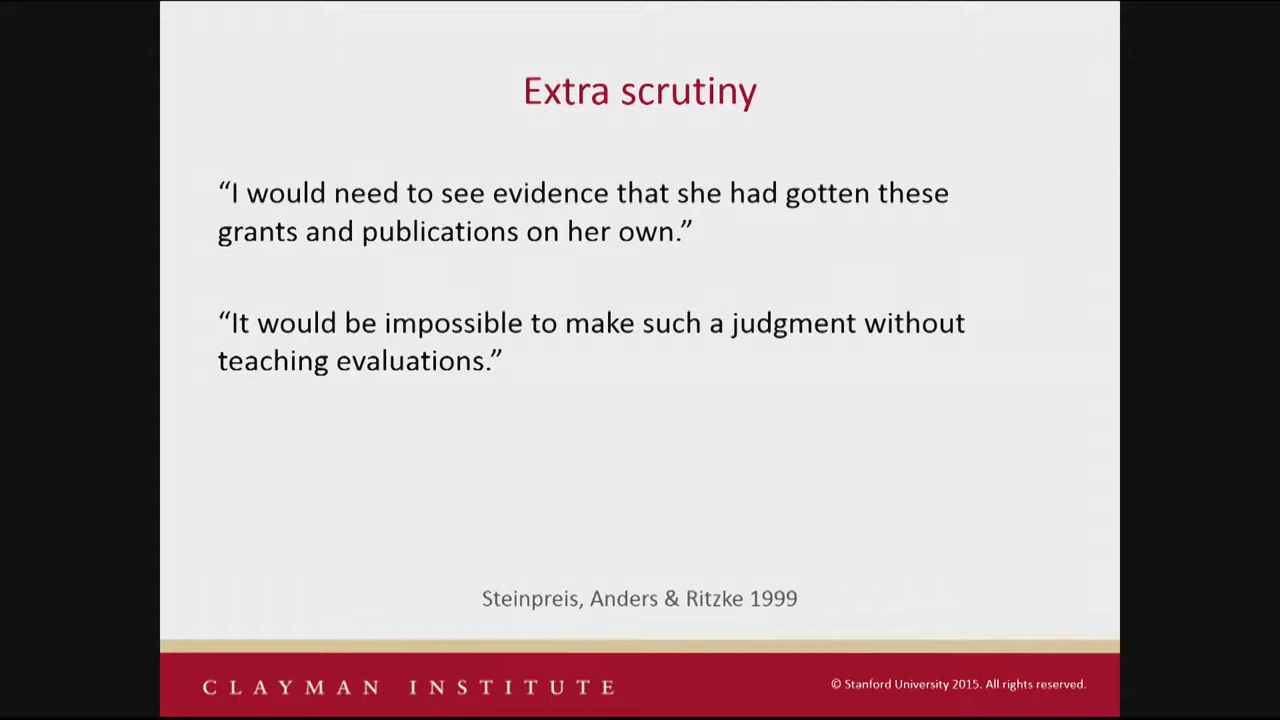 Extra scrutiny
“I would need to see evidence that she had gotten these
grants and publications on her own.”
“It would be impossible to make such a judgment without
teaching evaluations.”
Steinpreis, Anders & Ritzke 1999
CLAYMAN INSTITUTE
© Stanford University 2015. All rights reserved.